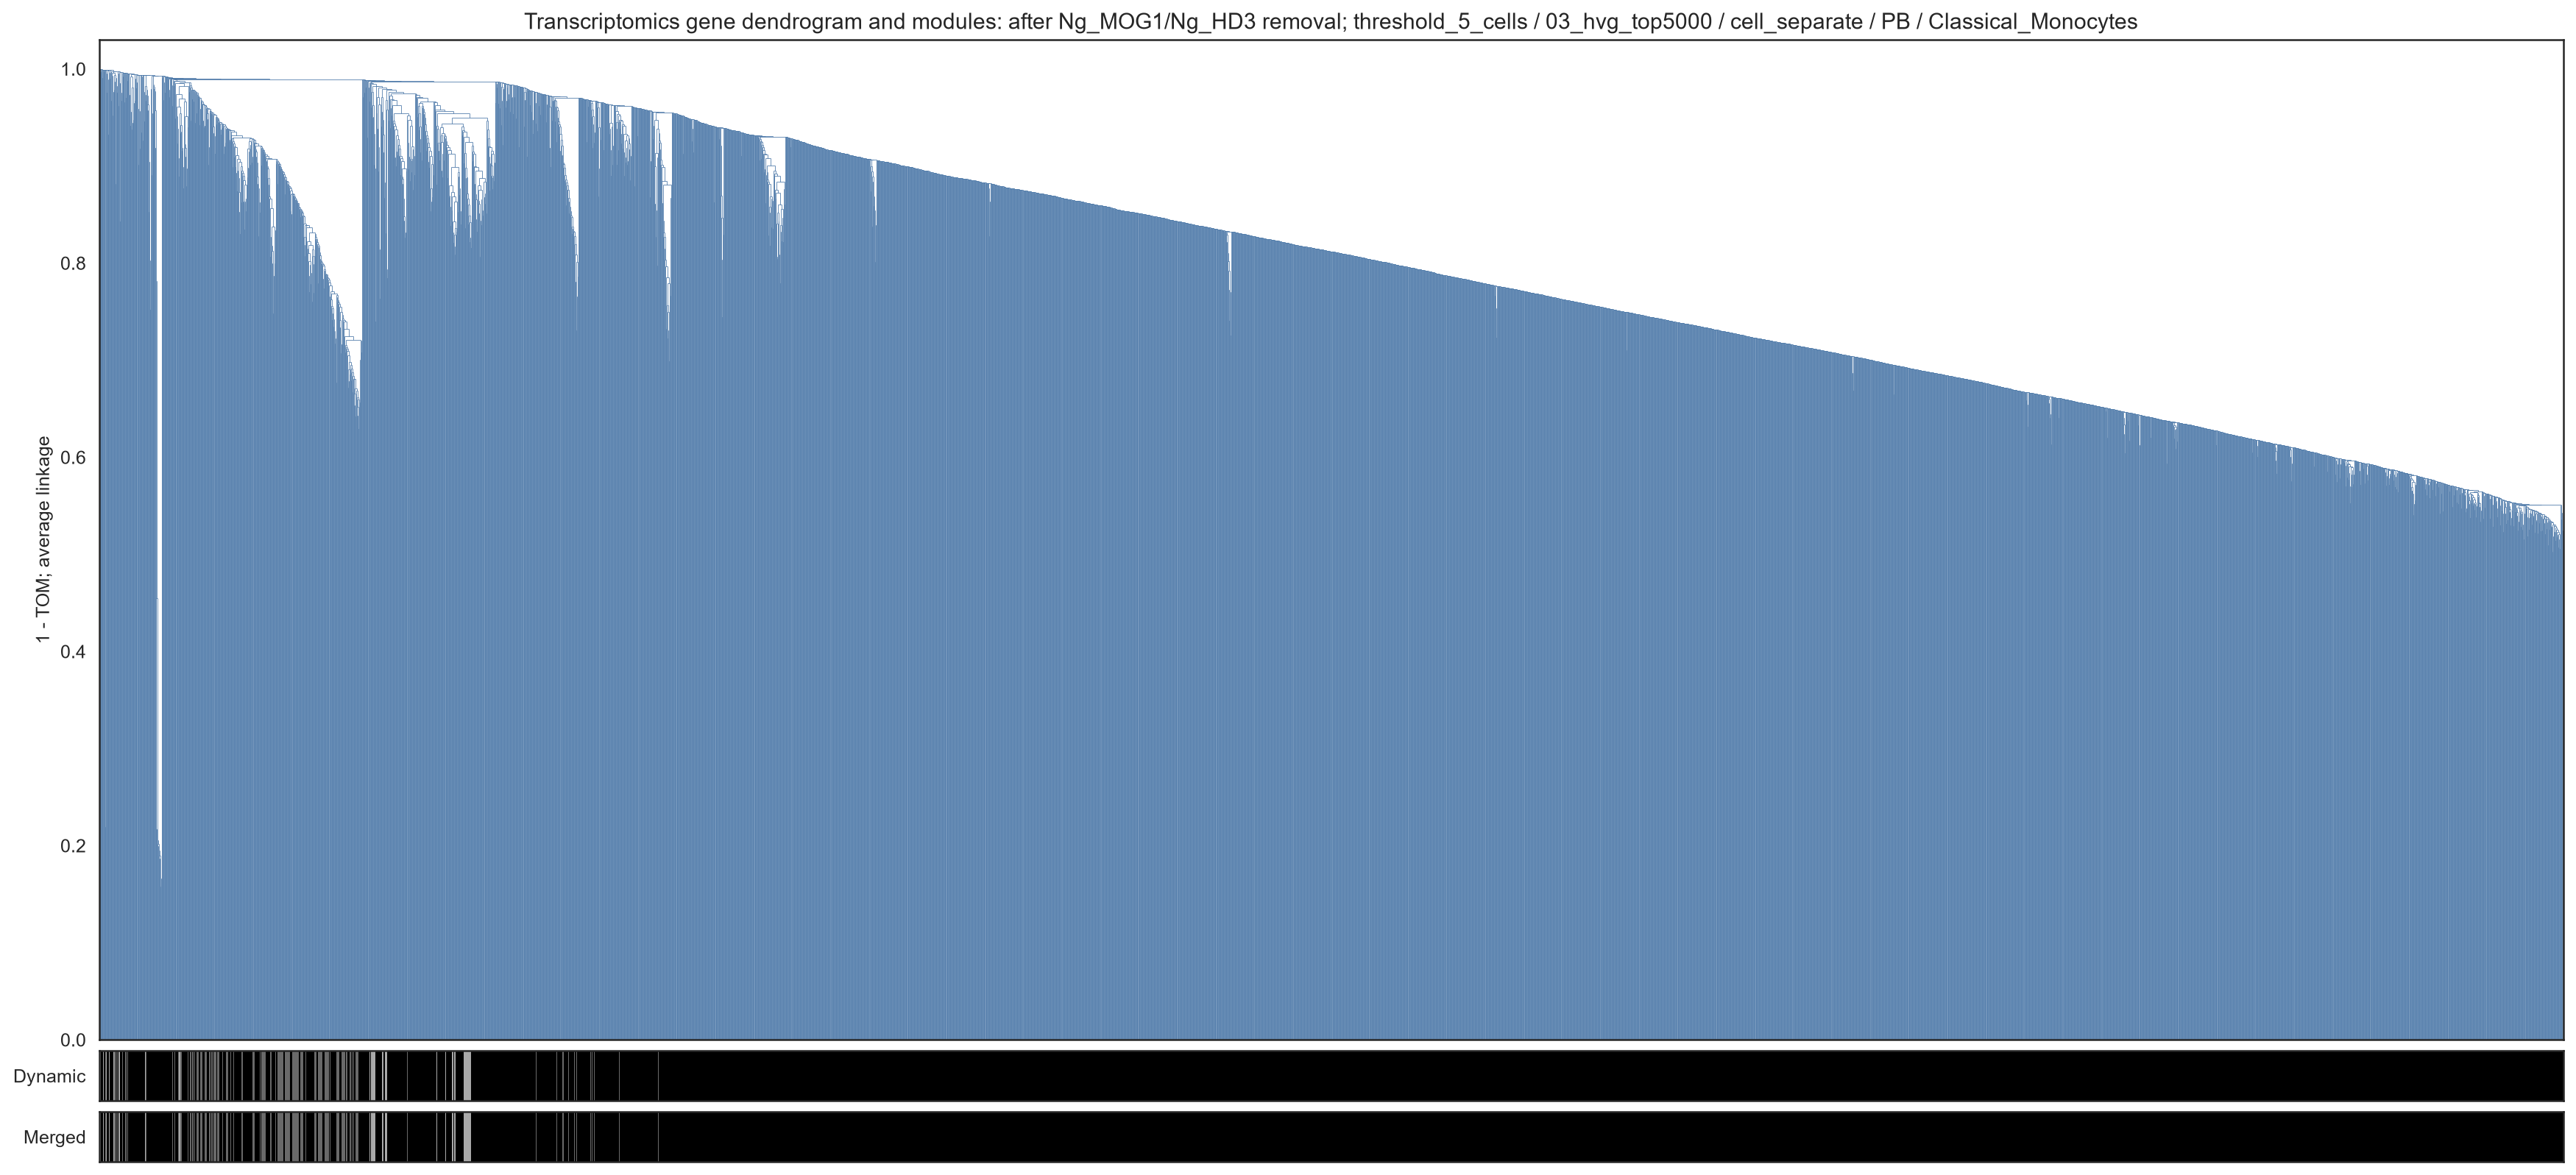 Transcriptomics gene dendrogram and modules: after Ng_MOG1/Ng_HD3 removal; threshold_5_cells / 03_hvg_top5000 / cell_separate / PB / Classical_Monocytes
1.0
0.8
0.6
0.4
0.2
0.0
1 - TOM; average linkage
Dynamic
Merged